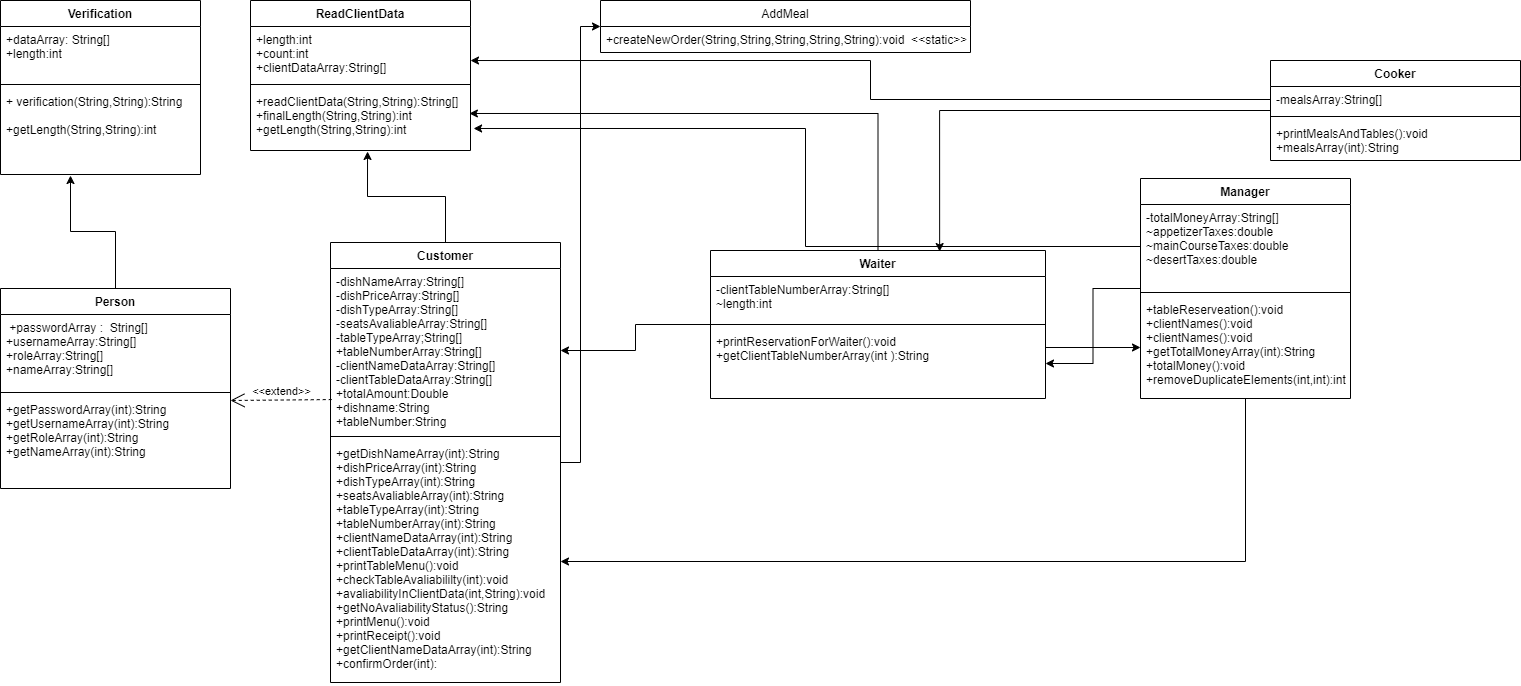 Verification
+dataArray: String[]
+length:int
+ verification(String,String):String
+getLength(String,String):int
ReadClientData
+length:int
+count:int
+clientDataArray:String[]
+readClientData(String,String):String[]
+finalLength(String,String):int
+getLength(String,String):int
AddMeal
+createNewOrder(String,String,String,String,String):void <<static>>
Cooker
-mealsArray:String[]
+printMealsAndTables():void
+mealsArray(int):String
Person
+passwordArray : String[]
+usernameArray:String[]
+roleArray:String[]
+nameArray:String[]
+getPasswordArray(int):String
+getUsernameArray(int):String
+getRoleArray(int):String
+getNameArray(int):String
<<extend>>
Customer
-dishNameArray:String[]
-dishPriceArray:String[]
-dishTypeArray:String[]
-seatsAvaliableArray:String[]
-tableTypeArray;String[]
+tableNumberArray:String[]
-clientNameDataArray:String[]
-clientTableDataArray:String[]
+totalAmount:Double
+dishname:String
+tableNumber:String
+getDishNameArray(int):String
+dishPriceArray(int):String
+dishTypeArray(int):String
+seatsAvaliableArray(int):String
+tableTypeArray(int):String
+tableNumberArray(int):String
+clientNameDataArray(int):String
+clientTableDataArray(int):String
+printTableMenu():void
+checkTableAvaliabililty(int):void
+avaliabilityInClientData(int,String):void
+getNoAvaliabilityStatus():String
+printMenu():void
+printReceipt():void
+getClientNameDataArray(int):String
+confirmOrder(int):
Waiter
-clientTableNumberArray:String[]
~length:int
+printReservationForWaiter():void
+getClientTableNumberArray(int ):String
Manager
-totalMoneyArray:String[]
~appetizerTaxes:double
~mainCourseTaxes:double
~desertTaxes:double
+tableReserveation():void
+clientNames():void
+clientNames():void
+getTotalMoneyArray(int):String
+totalMoney():void
+removeDuplicateElements(int,int):int